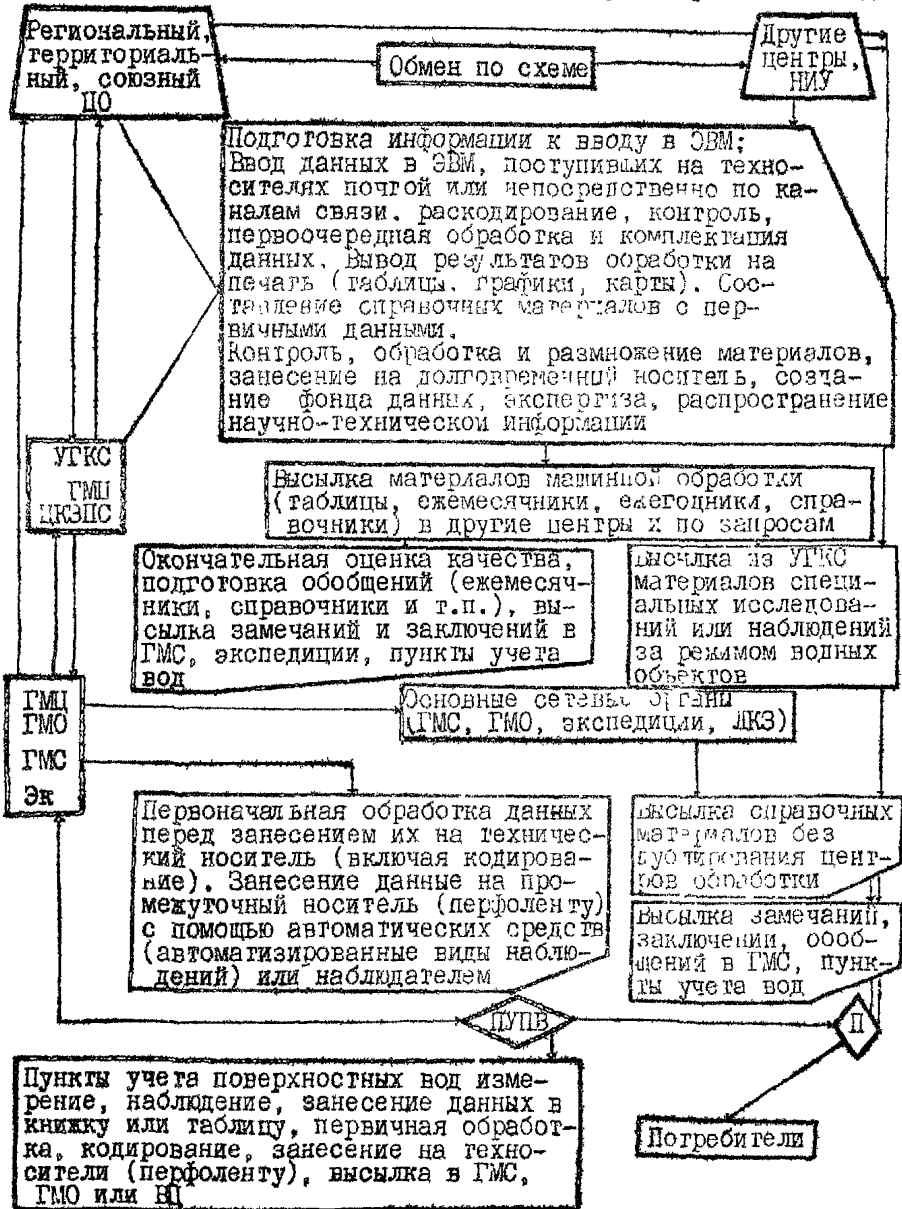 Региональный,
территориаль-
ный, союзный
ЦО
Обмен по схеме
Другие
центры,
НИУ
Подготовка информации к вводу в ЭВМ;
Ввод данных в ЭВМ, поступивших на техно-
сителях почтой или непосредственно по ка-
налам связи. раскодирование, контроль,
первоочередная обработка и комплектация
данных. Вывод результатов обработки на
печать (таблицы, графики, карты). Сос-
тавление справочных материалов с пер-
вичными данными.
Контроль, обработка и размножение материалов,
занесение на долговременный носитель, созда-
ние фонда данных, экспертиза, распространение
научно-технической информации
УГКС
ГМЦ
ЦКЗПС
Высылка материалов машинной обработки
(таблицы, ежемесячники, ежегодники, спра-
вочники) в другие центры и по запросам
Окончательная оценка качества,
подготовка обобщений (ежемесяч-
ники, справочники и т.п.), вы-
сылка замечаний и заключений в
ГМС, экспедиции, пункты учета
вод
Высылка из УГКС
материалов специ-
альных исследова-
ний или наблюдений
за режимом водных
объектов
ГМЦ
ГМО
ГМС
Эк
Основные сетевые органы
(ГМС, ГМО, экспедиции, ЛКЗ)
Первоначальная обработка данных
перед занесением их на техничес-
кий носитель (включая кодирова-
ние). Занесение данные на про-
межуточный носитель (перфоленту)
с помощью автоматических средств
(автоматизированные виды наблю-
дений) или наблюдателем
Высылка справочных
материалов без
дублирования цент-
ров обработки
Высылка замечаний,
заключений, обоб-
щений в ГМС, пунк-
ты учета вод
ПУПВ
П
Пункты учета поверхностных вод изме-
рение, наблюдение, занесение данных в
книжку или таблицу, первичная обработ-
ка, кодирование, занесение на техно-
сители (перфоленту), высылка в ГМС,
ГМО или ВЦ
Потребители